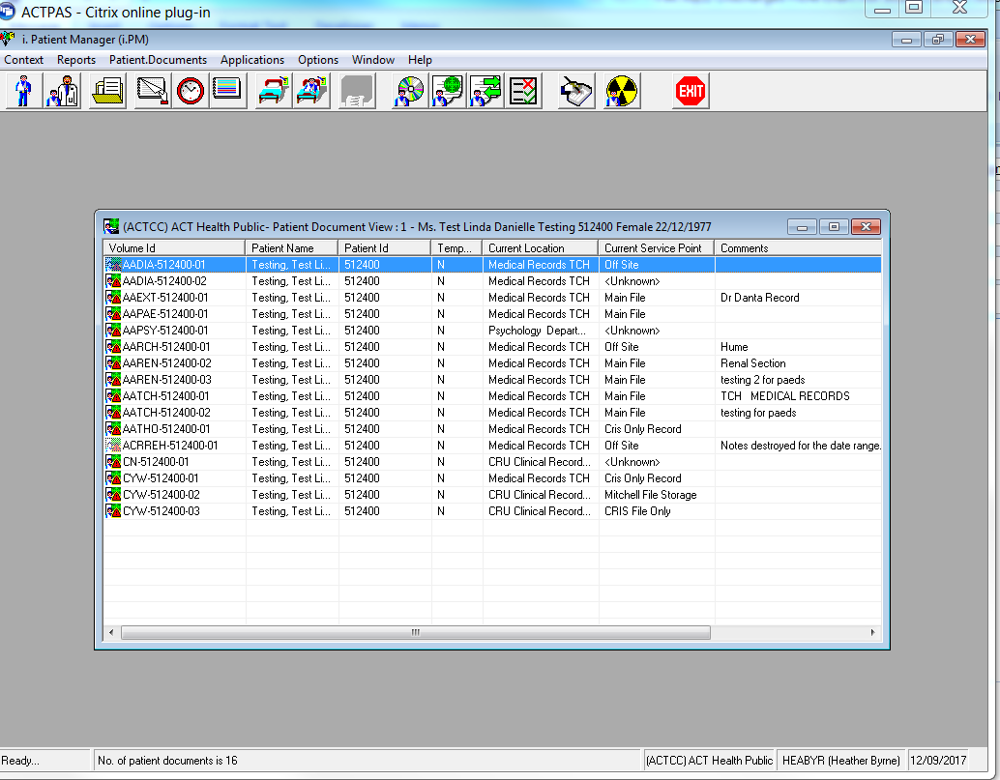 ACTPAS - Citrix online plug-in
i. Patient Manager (i.PM)
Context Reports Patient.Documents Applications Options Window Help
EXIT
(ACTCC) ACT Health Public- Patient Document View : 1 - Ms. Test Linda Danielle Testing 512400 Female 22/12/1977
Volume Id Patient Name Patient Id Temp... Current Location Current Service Point Comments
AADIA-512400-01 Testing, Test Li... 512400 N Medical Records TCH Off Site
AADIA-512400-02 Testing, Test Li... 512400 N Medical Records TCH <Unknown>
AAEXT-512400-01 Testing, Test Li... 512400 N Medical Records TCH Main File Dr Danta Record
AAPAE-512400-01 Testing, Test Li... 512400 N Medical Records TCH Main File
AAPSY-512400-01 Testing, Test Li... 512400 N Psychology Depart... <Unknown>
AARCH-512400-01 Testing, Test Li... 512400 N Medical Records TCH Off Site Hume
AAREN-512400-02 Testing, Test Li... 512400 N Medical Records TCH Main File Renal Section
AAREN-512400-03 Testing, Test Li... 512400 N Medical Records TCH Main File testing 2 for paeds
AATCH-512400-01 Testing, Test Li... 512400 N Medical Records TCH Main File TCH MEDICAL RECORDS
AATCH-512400-02 Testing, Test Li... 512400 N Medical Records TCH Main File testing for paeds
AATHO-512400-01 Testing, Test Li... 512400 N Medical Records TCH Cris Only Record
ACRREH-512400-01 Testing, Test Li... 512400 N Medical Records TCH Off Site Notes destroyed for the date range.
CN-512400-01 Testing, Test Li... 512400 N CRU Clinical Record... <Unknown>
CYW-512400-01 Testing, Test Li... 512400 N Medical Records TCH Cris Only Record
CYW-512400-02 Testing, Test Li... 512400 N CRU Clinical Record... Mitchell File Storage
CYW-512400-03 Testing, Test Li... 512400 N CRU Clinical Record... CRIS File Only
Ready... No. of patient documents is 16 (ACTCC) ACT Health Public HEABYR (Heather Byrne) 12/09/2017